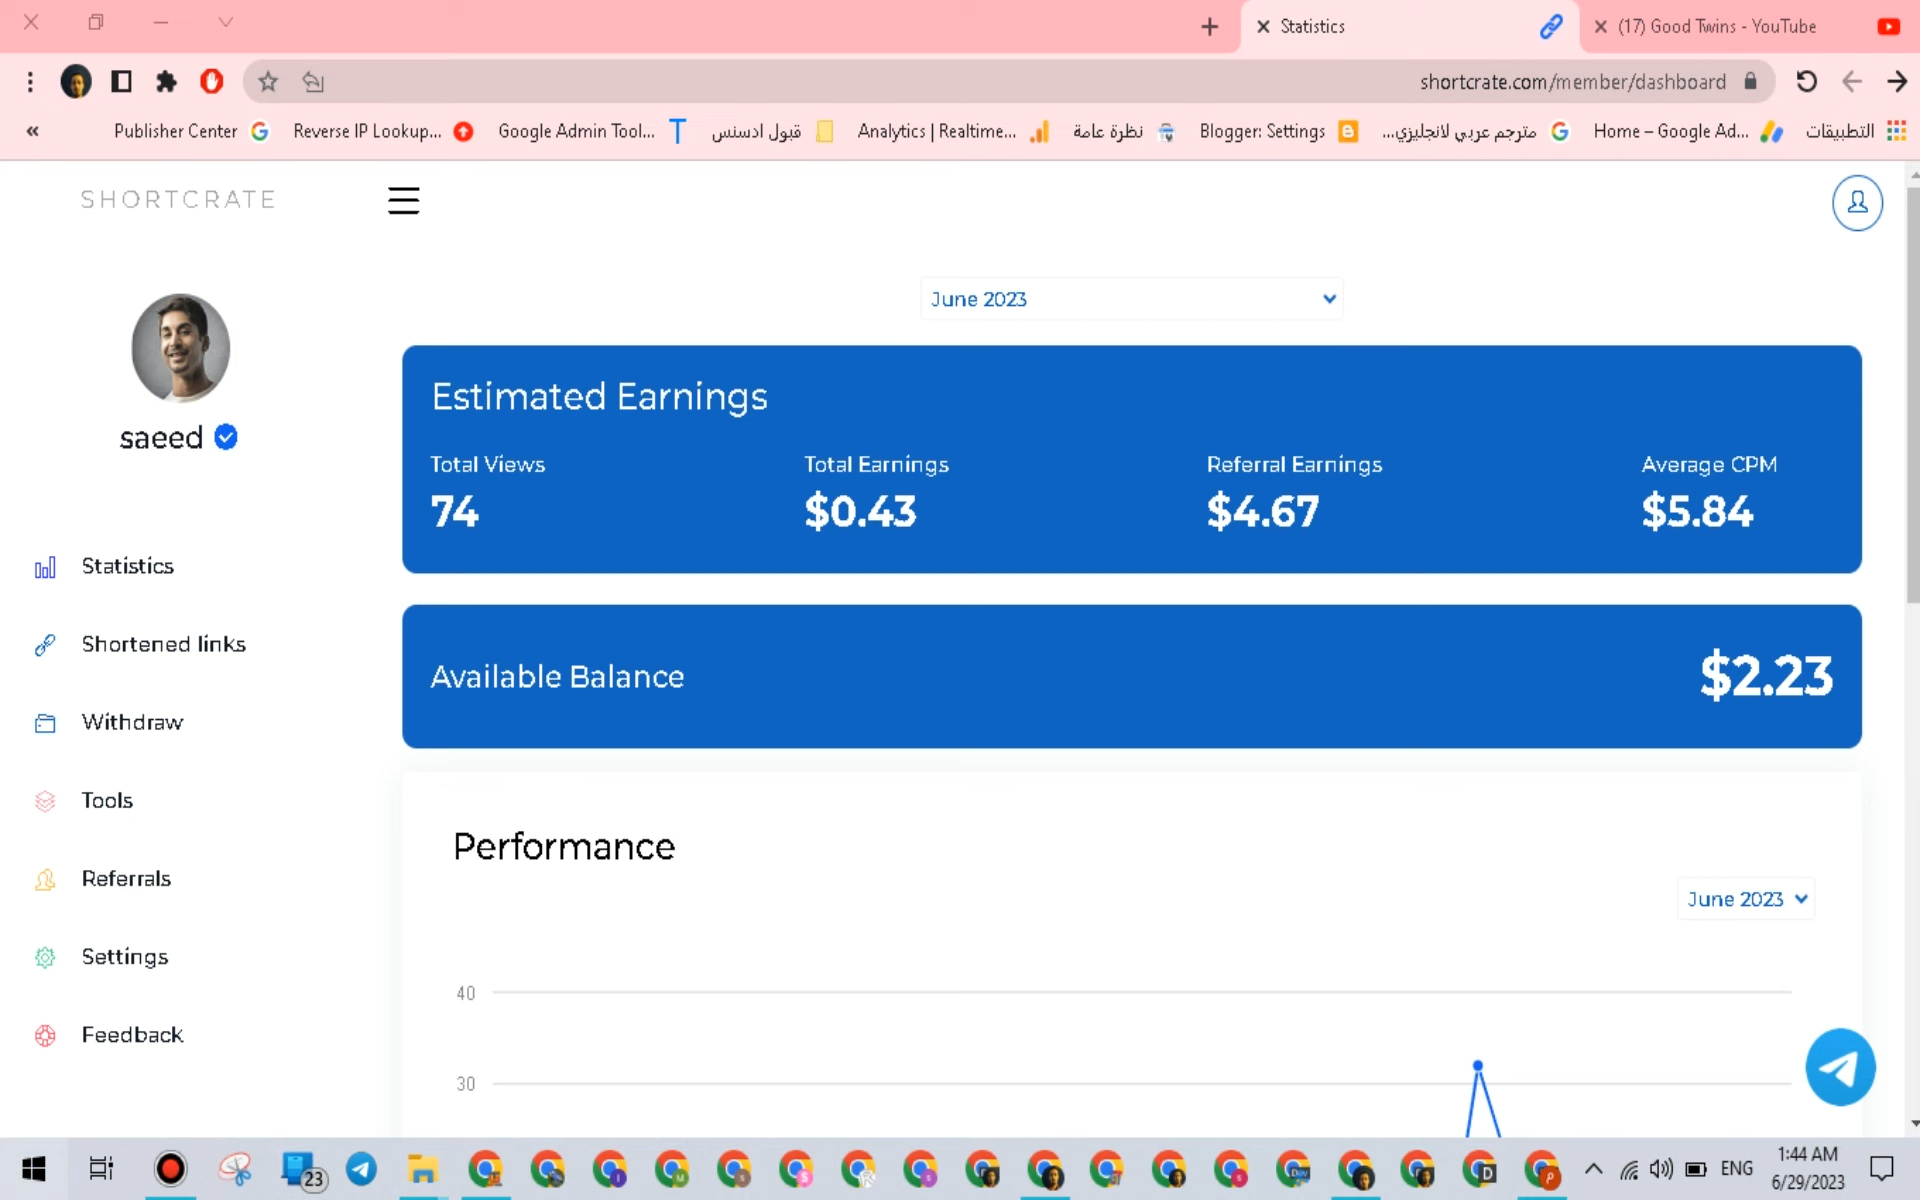 Statistics
(17) Good Twins - YouTube
shortcrate.com/member/dashboard
«
Publisher Center
Reverse IP Lookup...
Google Admin Tool...
قبول ادسنس
Analytics | Realtime...
نظرة عامة
Blogger: Settings
مترجم عربي لانجليزي...
Home – Google Ad...
التطبيقات
SHORTCRATE
June 2023
saeed
Estimated Earnings
Total Views
Total Earnings
Referral Earnings
Average CPM
74
$0.43
$4.67
$5.84
Statistics
Shortened links
Withdraw
Tools
Referrals
Settings
Feedback
Available Balance
$2.23
Performance
June 2023
40
30
23
ENG
1:44 AM
6/29/2023